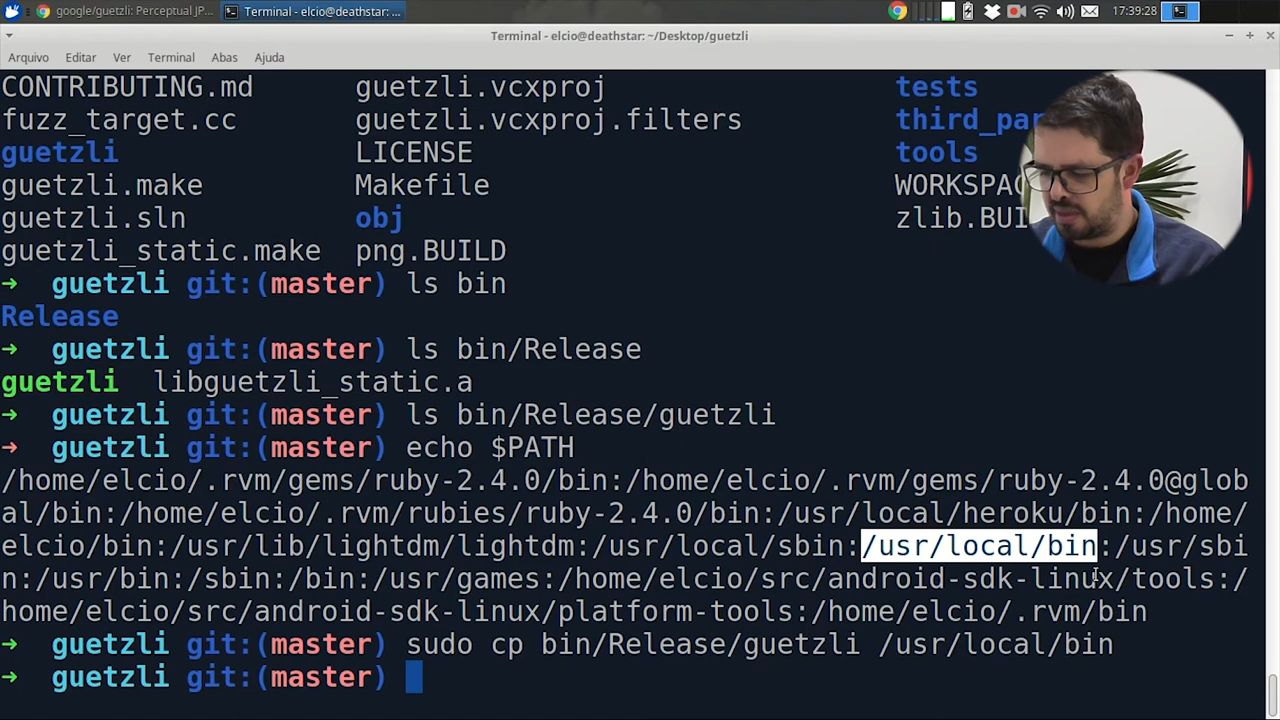 google/guetzli: Perceptual JP...
Terminal - elcio@deathstar: ...
17:39:28
Terminal - elcio@deathstar: ~/Desktop/guetzli
Arquivo Editar Ver Terminal Abas Ajuda
CONTRIBUTING.md guetzli.vcxproj tests
fuzz_target.cc guetzli.vcxproj.filters third_par
guetzli LICENSE tools
guetzli.make Makefile WORKSPAC
guetzli.sln obj zlib.BUI
guetzli_static.make png.BUILD
➜ guetzli git:(master) ls bin
Release
➜ guetzli git:(master) ls bin/Release
guetzli libguetzli_static.a
➜ guetzli git:(master) ls bin/Release/guetzli
➜ guetzli git:(master) echo $PATH
/home/elcio/.rvm/gems/ruby-2.4.0/bin:/home/elcio/.rvm/gems/ruby-2.4.0@glob
al/bin:/home/elcio/.rvm/rubies/ruby-2.4.0/bin:/usr/local/heroku/bin:/home/
elcio/bin:/usr/lib/lightdm/lightdm:/usr/local/sbin:/usr/local/bin:/usr/sbi
n:/usr/bin:/sbin:/bin:/usr/games:/home/elcio/src/android-sdk-linux/tools:/
home/elcio/src/android-sdk-linux/platform-tools:/home/elcio/.rvm/bin
➜ guetzli git:(master) sudo cp bin/Release/guetzli /usr/local/bin
➜ guetzli git:(master)